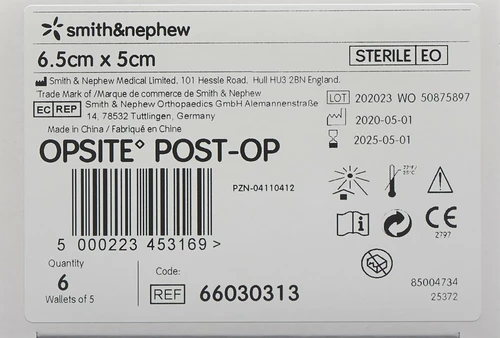 smith&nephew
6.5cm x 5cm
STERILE EO
Smith & Nephew Medical Limited, 101 Hessle Road, Hull HU3 2BN England.
Trade Mark of / Marque de commerce de Smith & Nephew
EC REP Smith & Nephew Orthopaedics GmbH Alemannenstraße
14, 78532 Tuttlingen, Germany
Made in China / Fabriqué en Chine
LOT 202023 WO 50875897
2020-05-01
2025-05-01
OPSITE◊ POST-OP
PZN-04110412
77°F/
25°C
i
CE
2797
5 000223 453169 >
Quantity
6
Wallets of 5
Code:
REF 66030313
85004734
25372